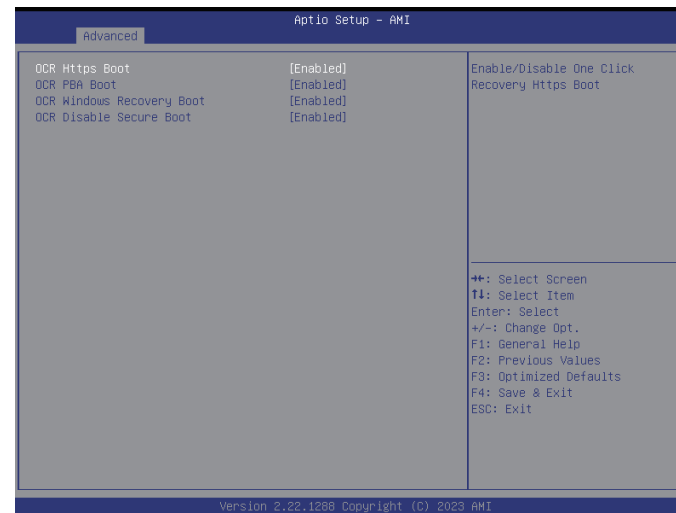 Aptio Setup – AMI
Advanced
OCR Https Boot [Enabled]
OCR PBA Boot [Enabled]
OCR Windows Recovery Boot [Enabled]
OCR Disable Secure Boot [Enabled]
Enable/Disable One Click
Recovery Https Boot
→←: Select Screen
↑↓: Select Item
Enter: Select
+/-: Change Opt.
F1: General Help
F2: Previous Values
F3: Optimized Defaults
F4: Save & Exit
ESC: Exit
Version 2.22.1288 Copyright (C) 2023 AMI